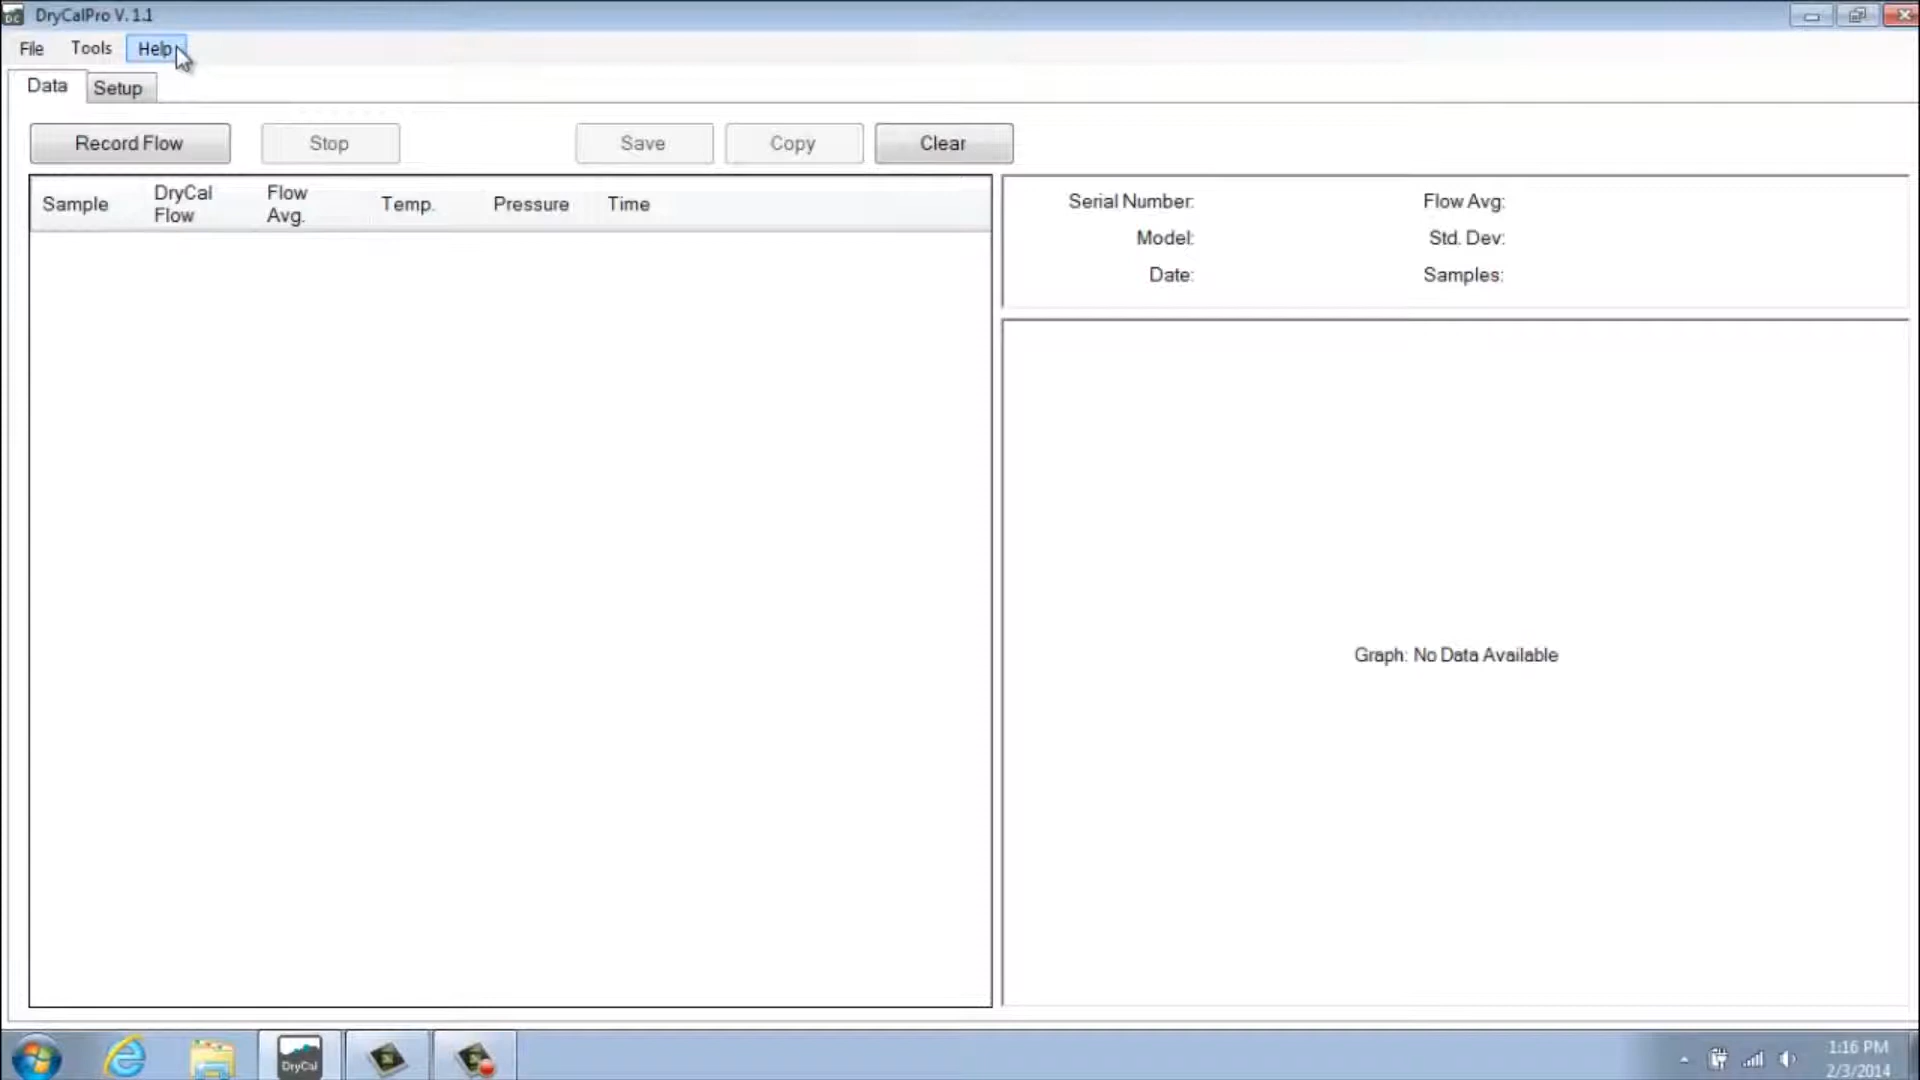 DryCalPro V. 1.1
File Tools Help
Data Setup
Record Flow Stop Save Copy Clear
Sample DryCal Flow Flow Avg. Temp. Pressure Time
Serial Number: Flow Avg:
Model: Std. Dev:
Date: Samples:
Graph: No Data Available
DryCal
1:16 PM
2/3/2014